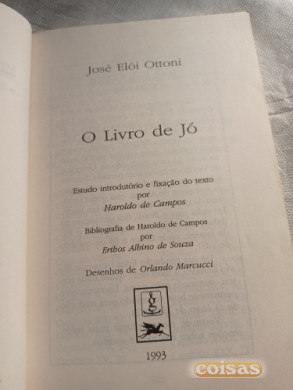 José Elói Ottoni
O Livro de Jó
Estudo introdutório e fixação do texto
por
Haroldo de Campos
Bibliografia de Haroldo de Campos
por
Erthos Albino de Souza
Desenhos de Orlando Marcucci
1993
coisas